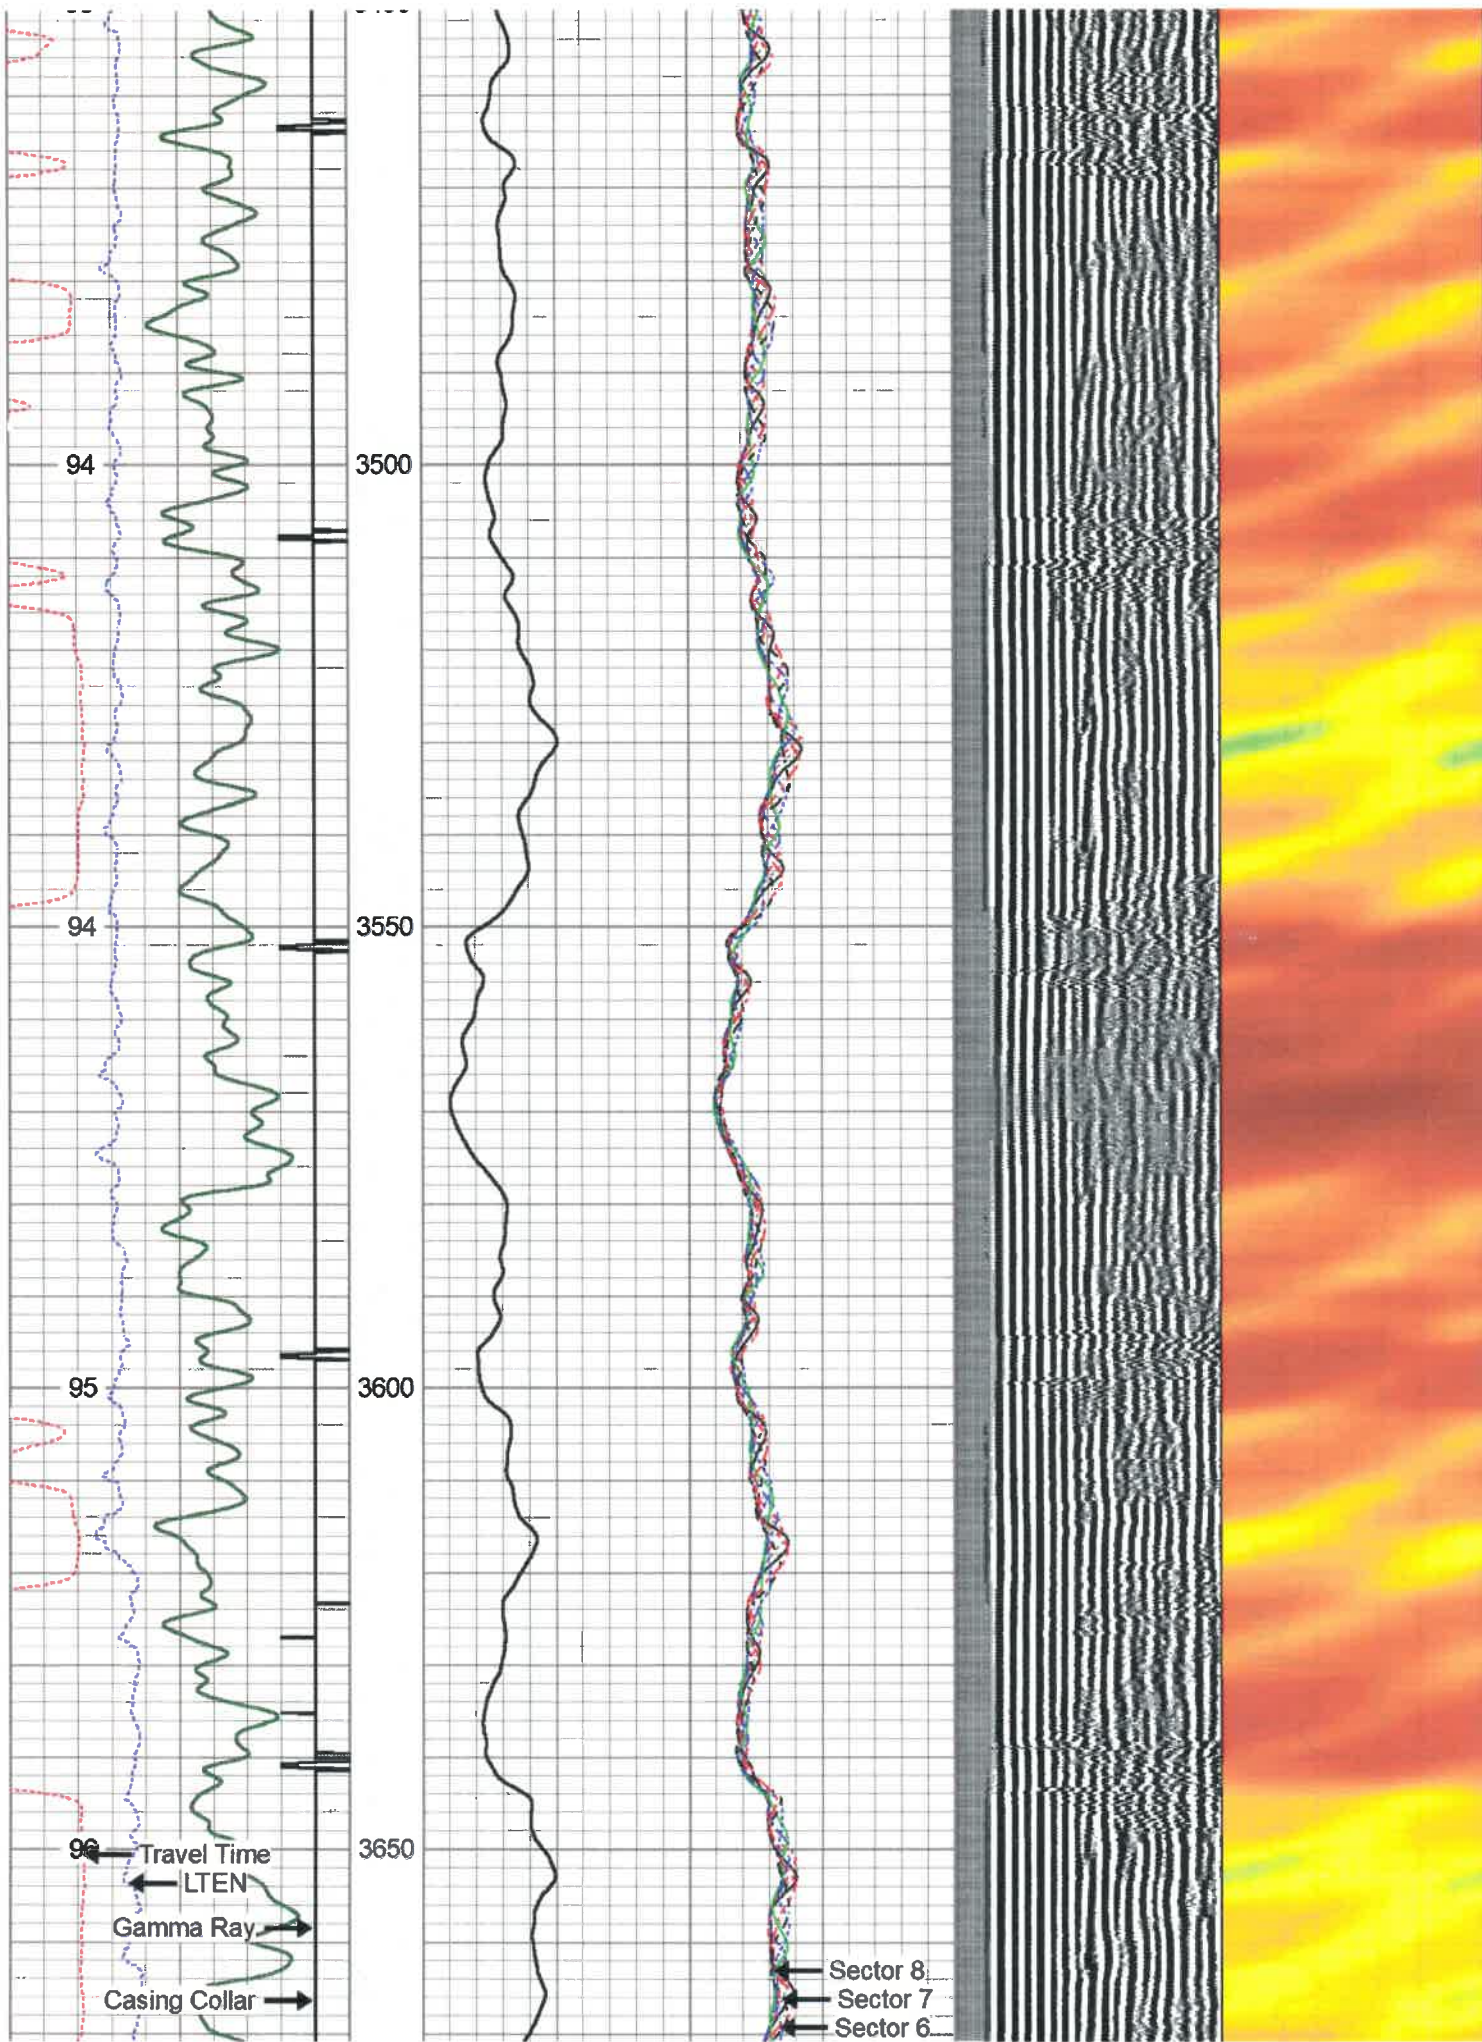 94 3500
94 3550
95 3600
96 3650
Travel Time
LTEN
Gamma Ray
Casing Collar
Sector 8
Sector 7
Sector 6